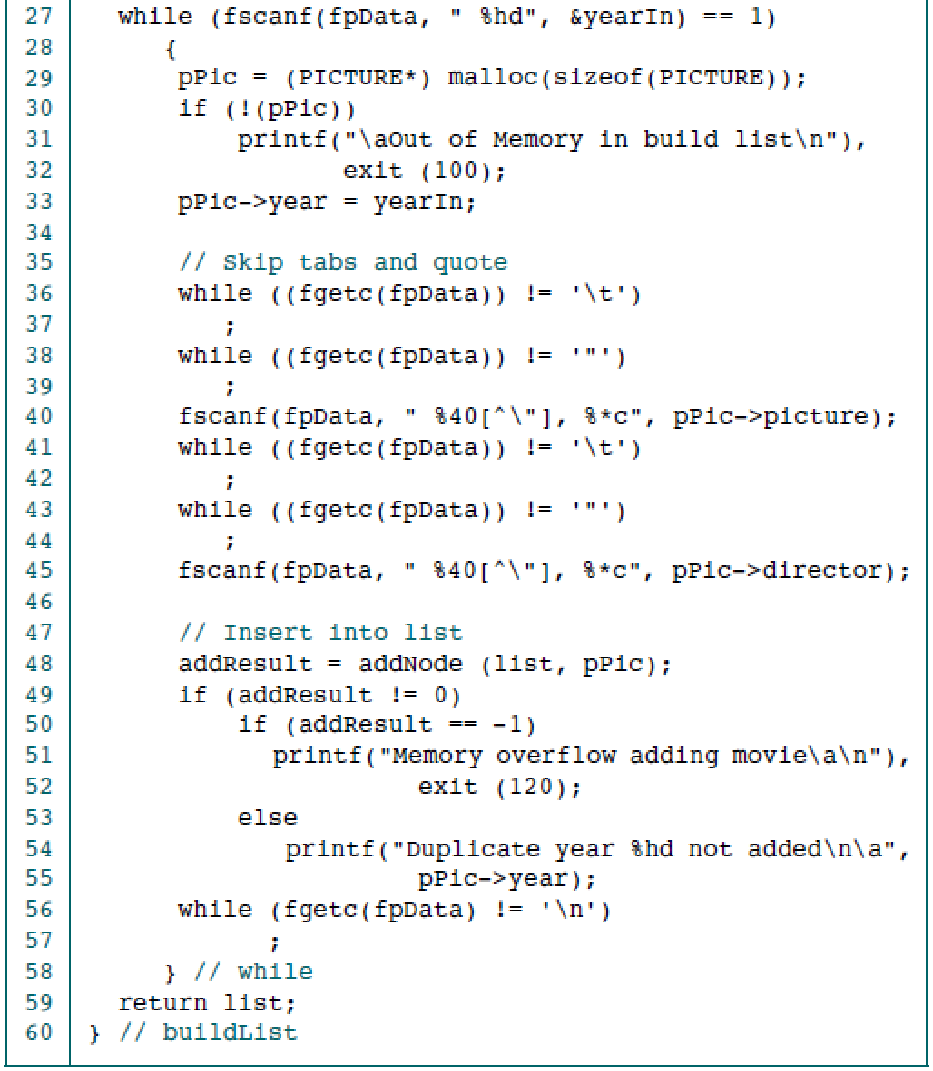 27 while (fscanf(fpData, " %hd", &yearIn) == 1)
28 {
29 pPic = (PICTURE*) malloc(sizeof(PICTURE));
30 if (!(pPic))
31 printf("\aOut of Memory in build list\n"),
32 exit (100);
33 pPic->year = yearIn;
34
35 // Skip tabs and quote
36 while ((fgetc(fpData)) != '\t')
37 ;
38 while ((fgetc(fpData)) != '"')
39 ;
40 fscanf(fpData, " %40[^\"], %*c", pPic->picture);
41 while ((fgetc(fpData)) != '\t')
42 ;
43 while ((fgetc(fpData)) != '"')
44 ;
45 fscanf(fpData, " %40[^\"], %*c", pPic->director);
46
47 // Insert into list
48 addResult = addNode (list, pPic);
49 if (addResult != 0)
50 if (addResult == -1)
51 printf("Memory overflow adding movie\a\n"),
52 exit (120);
53 else
54 printf("Duplicate year %hd not added\n\a",
55 pPic->year);
56 while (fgetc(fpData) != '\n')
57 ;
58 } // while
59 return list;
60 } // buildList